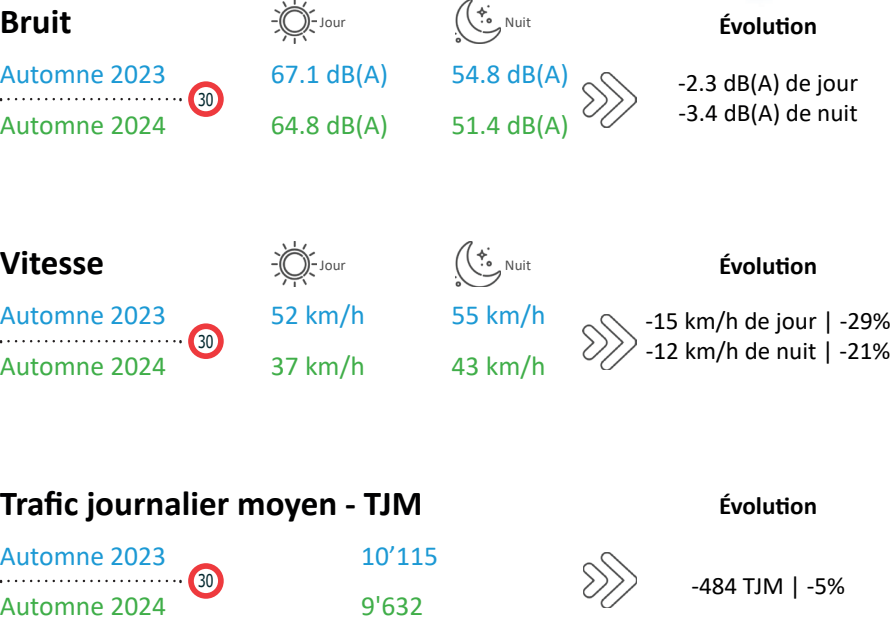 Bruit Jour Nuit Évolution
Automne 2023 67.1 dB(A) 54.8 dB(A)
30
Automne 2024 64.8 dB(A) 51.4 dB(A)
-2.3 dB(A) de jour
-3.4 dB(A) de nuit
Vitesse Jour Nuit Évolution
Automne 2023 52 km/h 55 km/h
30
Automne 2024 37 km/h 43 km/h
-15 km/h de jour | -29%
-12 km/h de nuit | -21%
Trafic journalier moyen - TJM Évolution
Automne 2023 10’115
30
Automne 2024 9'632
-484 TJM | -5%